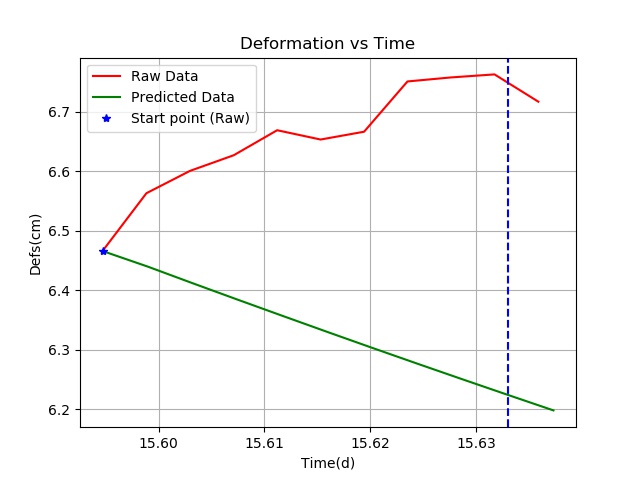 Deformation vs Time
Raw Data
Predicted Data
Start point (Raw)
Defs(cm)
6.7
6.6
6.5
6.4
6.3
6.2
15.60 15.61 15.62 15.63
Time(d)